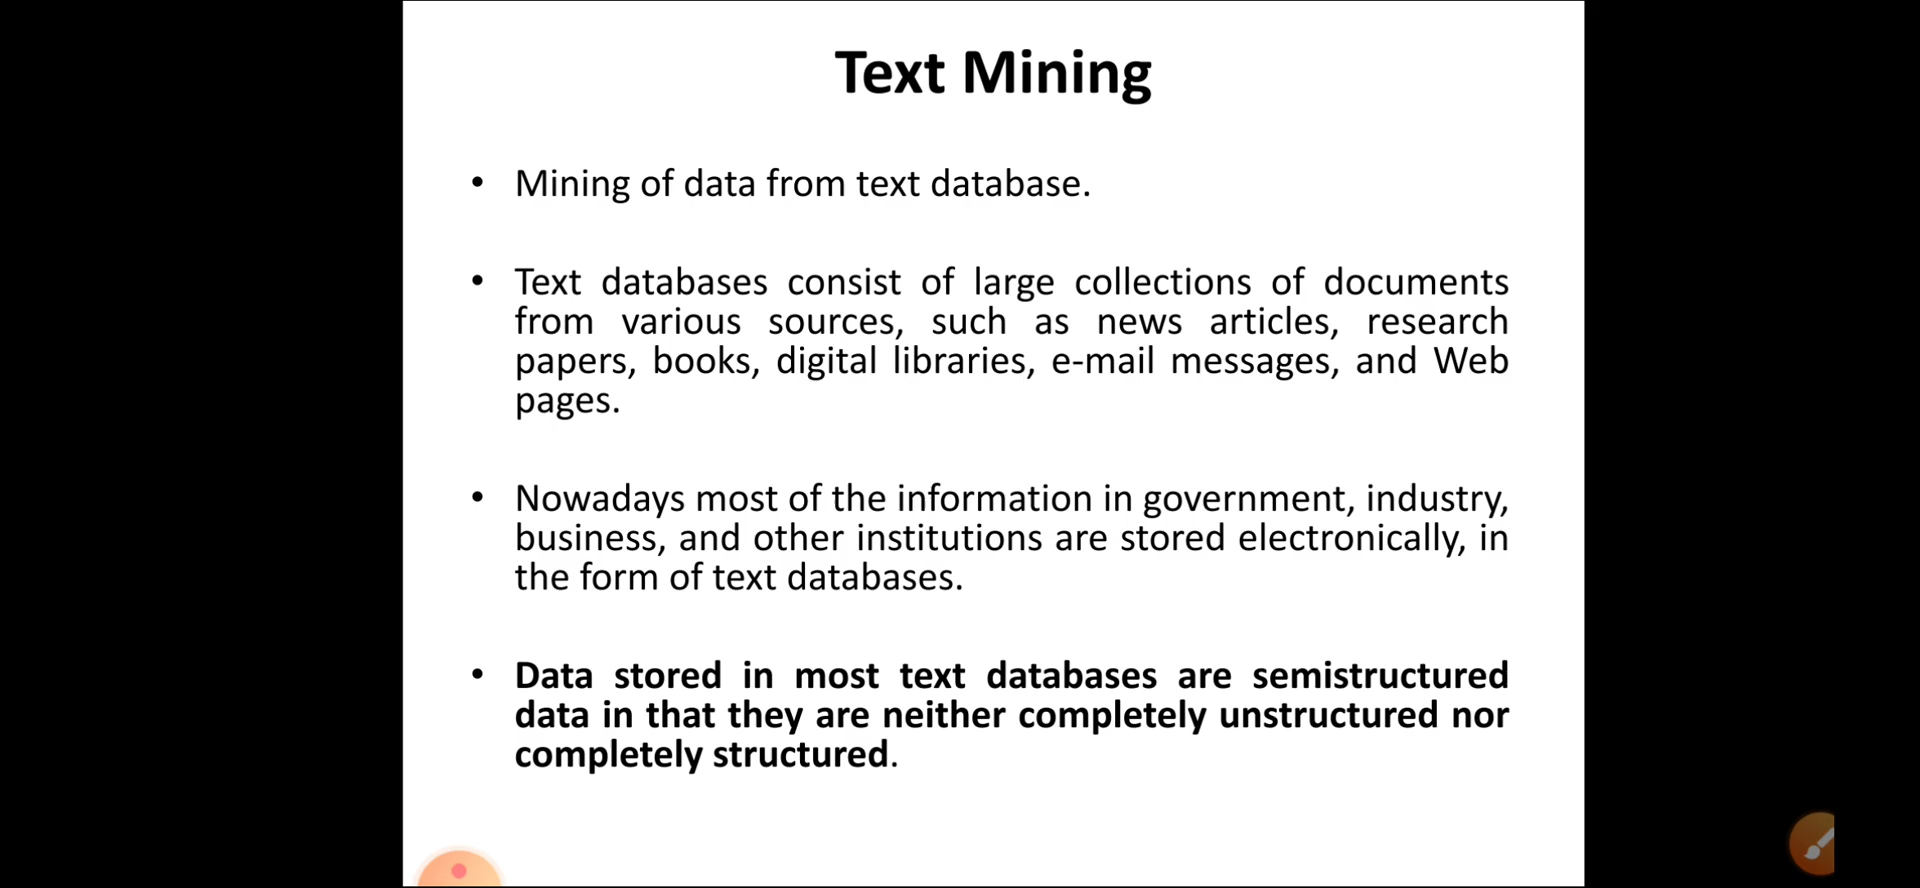 Text Mining
• Mining of data from text database.
• Text databases consist of large collections of documents
from various sources, such as news articles, research
papers, books, digital libraries, e-mail messages, and Web
pages.
• Nowadays most of the information in government, industry,
business, and other institutions are stored electronically, in
the form of text databases.
• Data stored in most text databases are semistructured
data in that they are neither completely unstructured nor
completely structured.